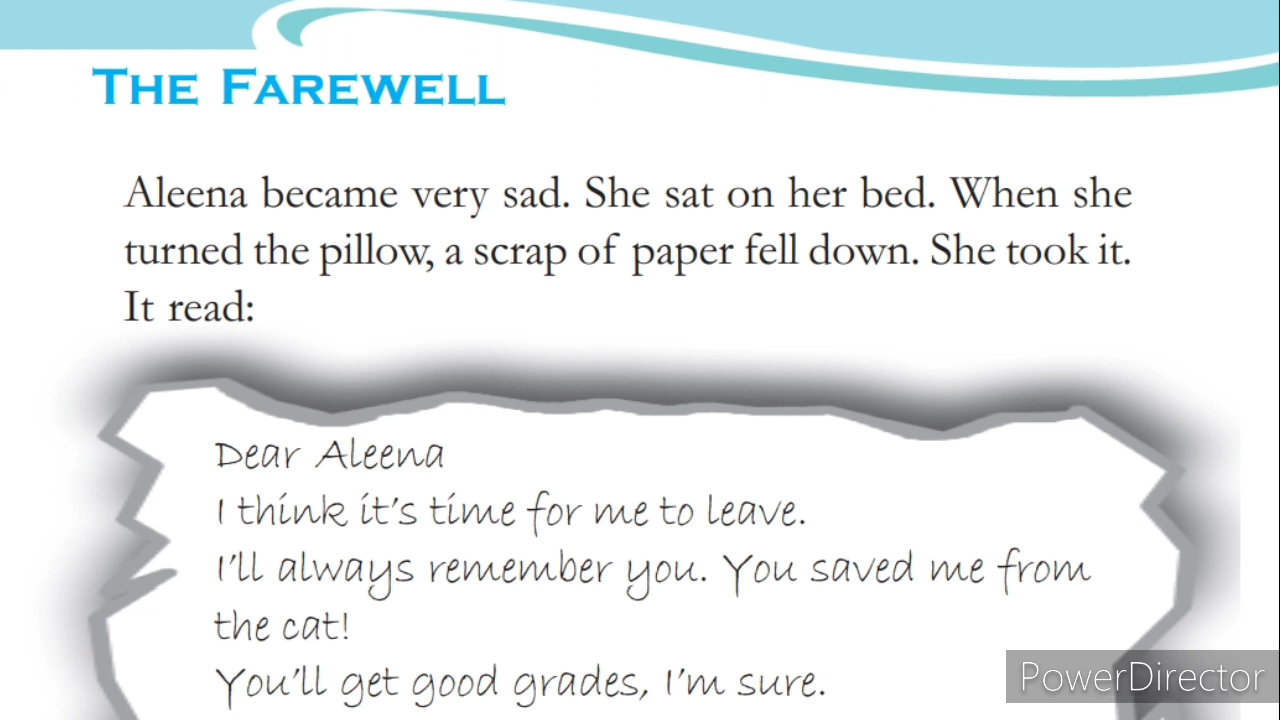 THE FAREWELL
Aleena became very sad. She sat on her bed. When she
turned the pillow, a scrap of paper fell down. She took it.
It read:
Dear Aleena
I think it's time for me to leave.
I'll always remember you. You saved me from
the cat!
You'll get good grades, I'm sure.
PowerDirector